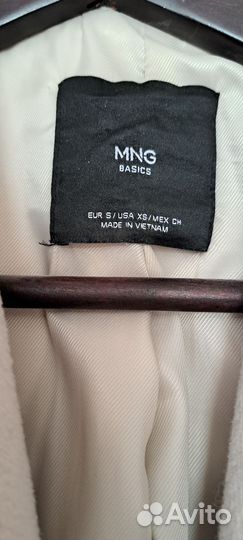 MNG
BASICS
EUR S/USA XS/MEX CH
MADE IN VIETNAM
Avito